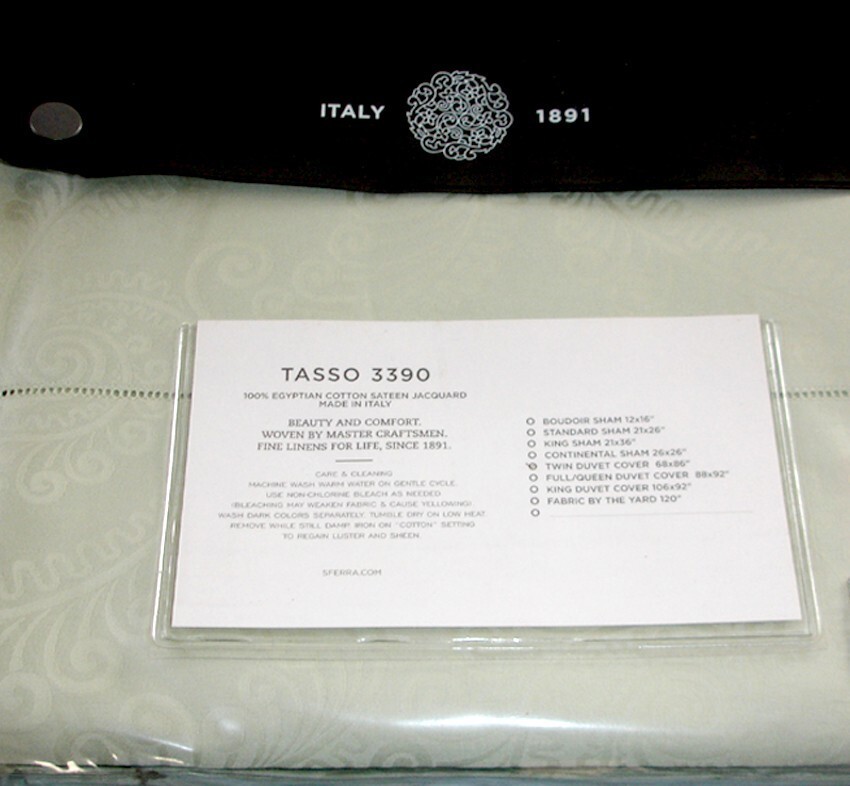 ITALY 1891
TASSO 3390
100% EGYPTIAN COTTON SATEEN JACQUARD
MADE IN ITALY
BEAUTY AND COMFORT.
WOVEN BY MASTER CRAFTSMEN.
FINE LINENS FOR LIFE, SINCE 1891.
CARE & CLEANING
MACHINE WASH WARM WATER ON GENTLE CYCLE.
USE NON-CHLORINE BLEACH AS NEEDED
(BLEACHING MAY WEAKEN FABRIC & CAUSE YELLOWING)
WASH DARK COLORS SEPARATELY. TUMBLE DRY ON LOW HEAT.
REMOVE WHILE STILL DAMP. IRON ON "COTTON" SETTING
TO REGAIN LUSTER AND SHEEN.
SFERRA.COM
BOUDOIR SHAM 12x16"
STANDARD SHAM 21x26"
KING SHAM 21x36"
CONTINENTAL SHAM 26x26"
TWIN DUVET COVER 68x86"
FULL/QUEEN DUVET COVER 88x92"
KING DUVET COVER 106x92"
FABRIC BY THE YARD 120"